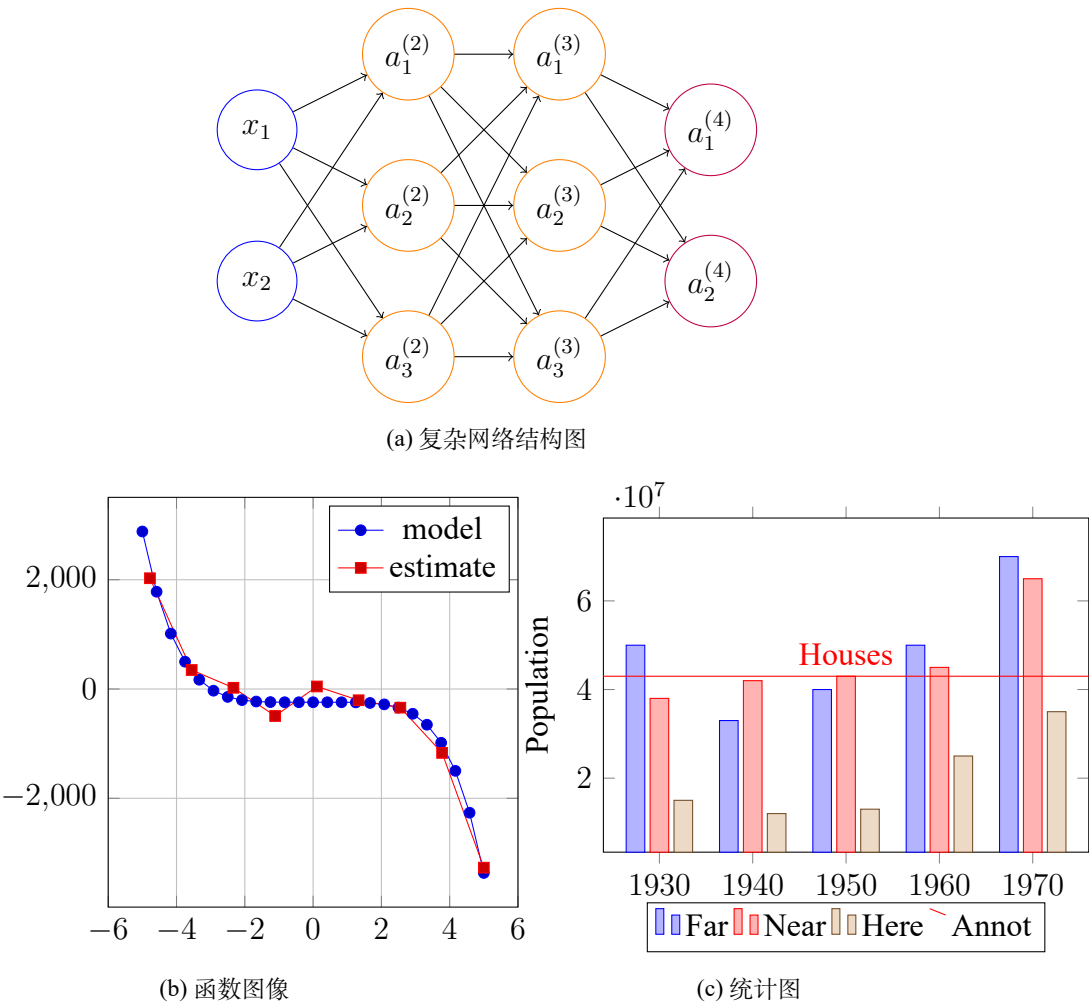 a_1^{(2)} a_1^{(3)}
x_1 a_1^{(4)}
a_2^{(2)} a_2^{(3)}
x_2 a_2^{(4)}
a_3^{(2)} a_3^{(3)}
(a) 复杂网络结构图
model
estimate
2,000
0
−2,000
−6 −4 −2 0 2 4 6
(b) 函数图像
·10^7
Population
6
4
2
Houses
1930 1940 1950 1960 1970
Far Near Here Annot
(c) 统计图